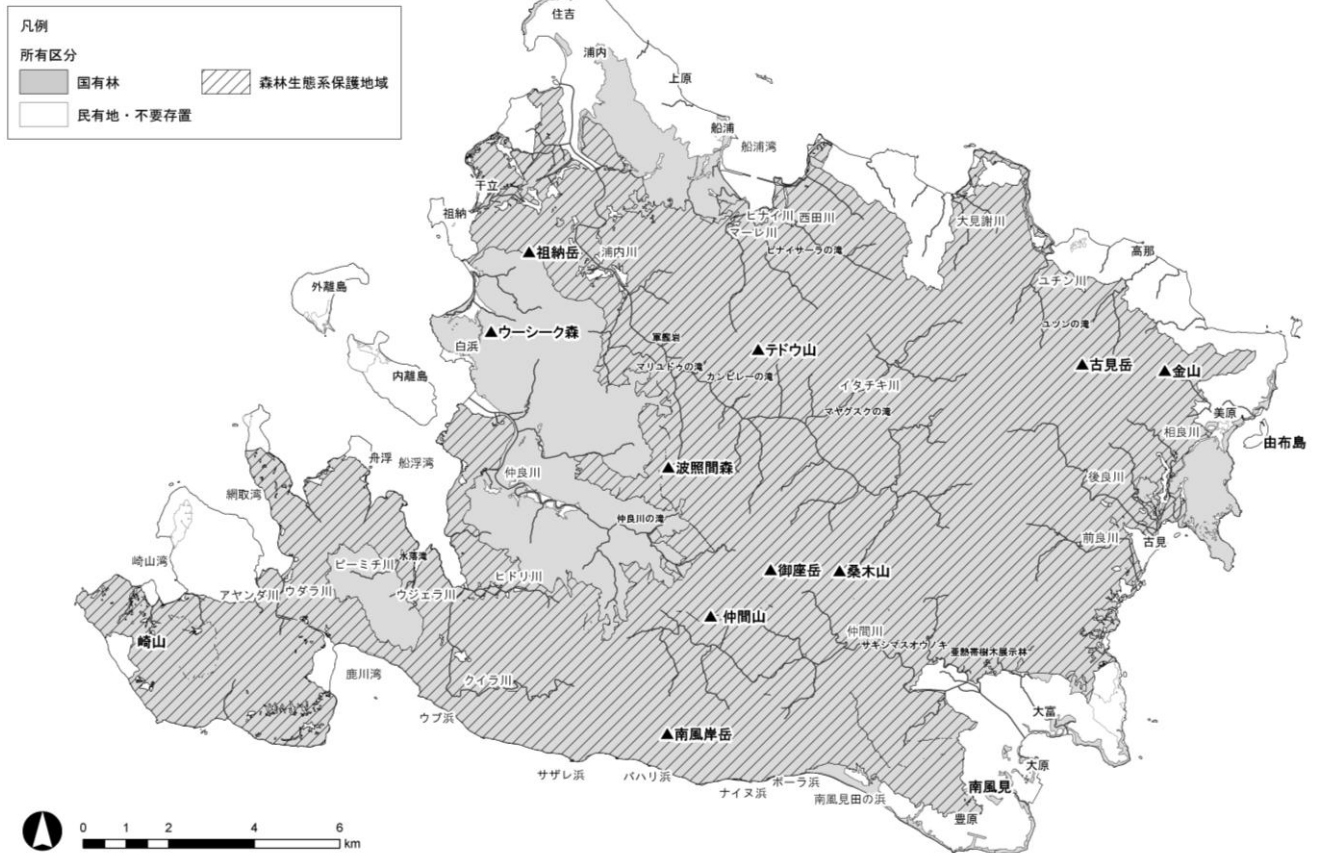 凡例
所有区分
国有林
森林生態系保護地域
民有地・不要存置
住吉
浦内
上原
船浦
船浦湾
干立
祖納
▲祖納岳
浦内川
ヒナイ川
西田川
マーレ川
ヒナイサーラの滝
大見謝川
高那
ユチン川
ユツンの滝
外離島
▲ウーシーク森
白浜
内離島
軍艦岩
▲テドウ山
マリユドゥの滝
カンピレーの滝
イタチキ川
マヤグスクの滝
▲古見岳
▲金山
美原
由布島
相良川
後良川
前良川
古見
舟浮
船浮湾
網取湾
仲良川
▲波照間森
仲良川の滝
崎山湾
ピーミチ川
水落滝
アヤンダ川
ウダラ川
ウジェラ川
ヒドリ川
▲御座岳
▲桑木山
▲仲間山
仲間川
サキシマスオウノキ
亜熱帯樹木展示林
崎山
鹿川湾
クイラ川
ウブ浜
▲南風岸岳
大富
大原
サザレ浜
パハリ浜
ナイヌ浜
ボーラ浜
南風見田の浜
南風見
豊原
0 1 2 4 6
km